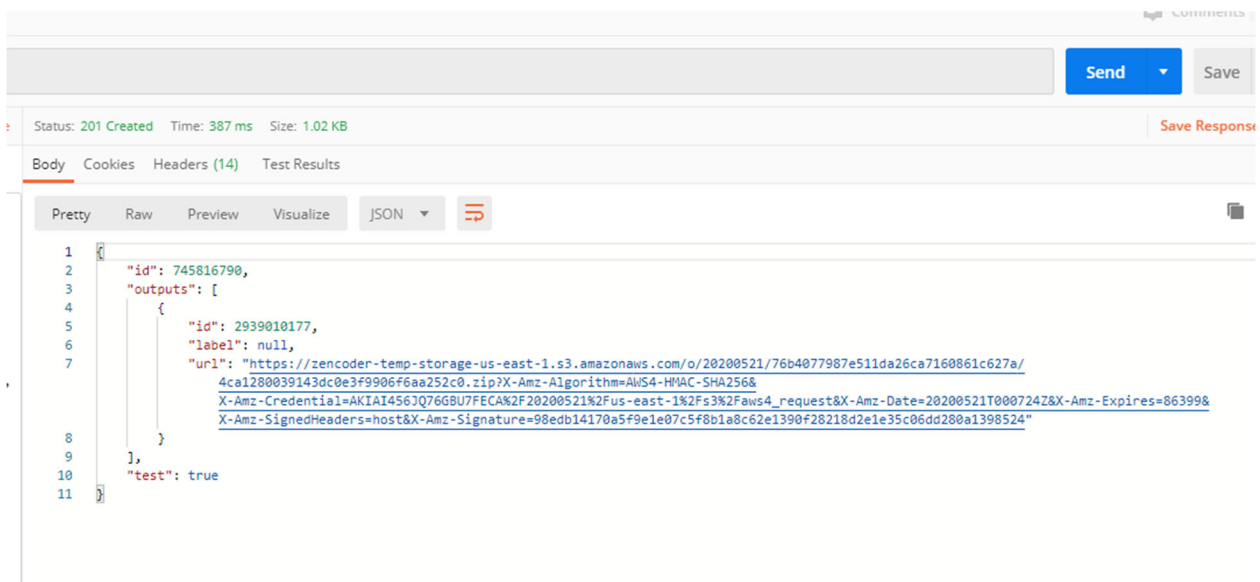 Comments
Send Save
Status: 201 Created Time: 387 ms Size: 1.02 KB Save Response
Body Cookies Headers (14) Test Results
Pretty Raw Preview Visualize JSON
1 {
2 "id": 745816790,
3 "outputs": [
4 {
5 "id": 2939010177,
6 "label": null,
7 "url": "https://zencoder-temp-storage-us-east-1.s3.amazonaws.com/o/20200521/76b4077987e511da26ca7160861c627a/
4ca1280039143dc0e3f9906f6aa252c0.zip?X-Amz-Algorithm=AWS4-HMAC-SHA256&
X-Amz-Credential=AKIAI456JQ76GBU7FECA%2F20200521%2Fus-east-1%2Fs3%2Faws4_request&X-Amz-Date=20200521T000724Z&X-Amz-Expires=86399&
X-Amz-SignedHeaders=host&X-Amz-Signature=98edb14170a5f9e1e07c5f8b1a8c62e1390f28218d2e1e35c06dd280a1398524"
8 }
9 ],
10 "test": true
11 }